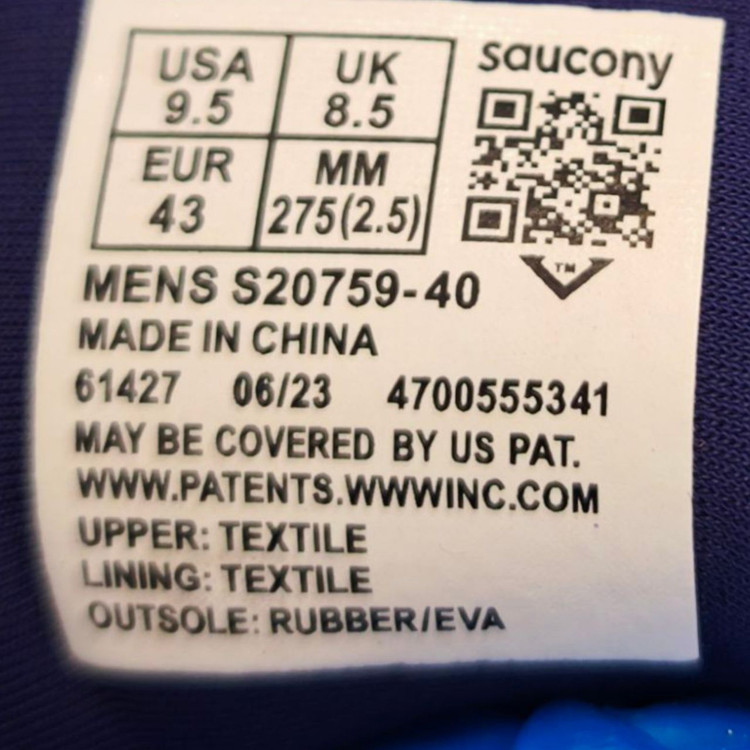 saucony
USA 9.5 UK 8.5
EUR 43 MM 275(2.5)
TM
MENS S20759-40
MADE IN CHINA
61427 06/23 4700555341
MAY BE COVERED BY US PAT.
WWW.PATENTS.WWWINC.COM
UPPER: TEXTILE
LINING: TEXTILE
OUTSOLE: RUBBER/EVA